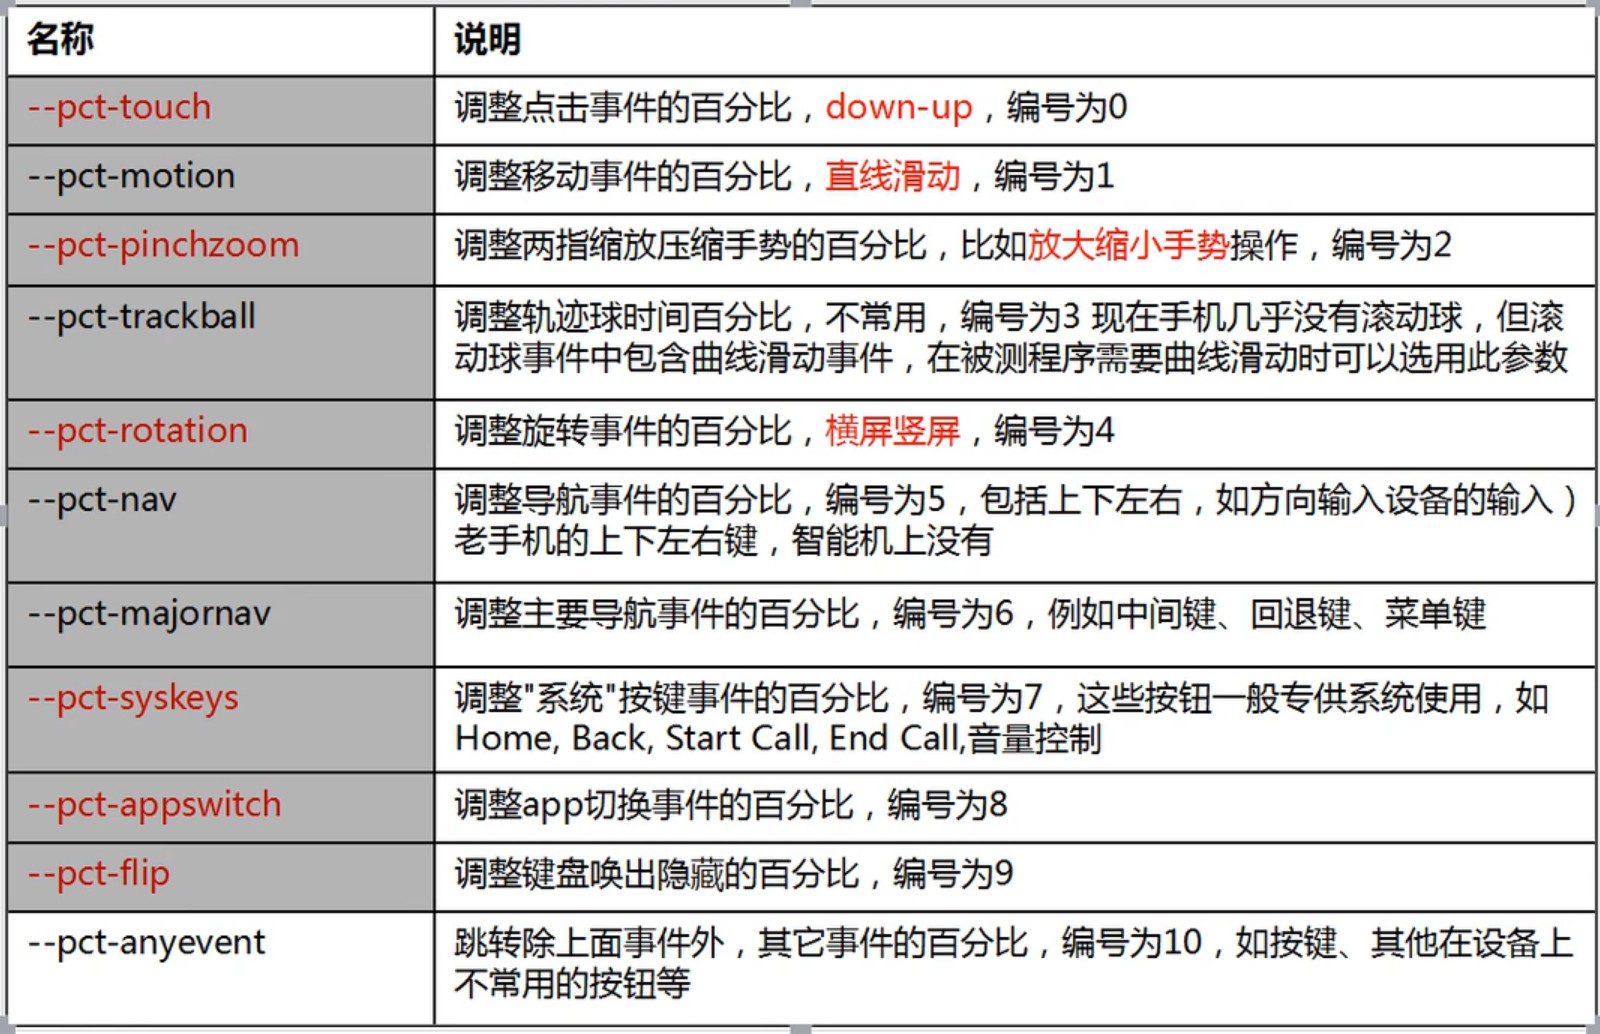 名称
说明
--pct-touch
调整点击事件的百分比，down-up，编号为0
--pct-motion
调整移动事件的百分比，直线滑动，编号为1
--pct-pinchzoom
调整两指缩放压缩手势的百分比，比如放大缩小手势操作，编号为2
--pct-trackball
调整轨迹球时间百分比，不常用，编号为3 现在手机几乎没有滚动球，但滚
动球事件中包含曲线滑动事件，在被测程序需要曲线滑动时可以选用此参数
--pct-rotation
调整旋转事件的百分比，横屏竖屏，编号为4
--pct-nav
调整导航事件的百分比，编号为5，包括上下左右，如方向输入设备的输入）
老手机的上下左右键，智能机上没有
--pct-majornav
调整主要导航事件的百分比，编号为6，例如中间键、回退键、菜单键
--pct-syskeys
调整"系统"按键事件的百分比，编号为7，这些按钮一般专供系统使用，如
Home, Back, Start Call, End Call,音量控制
--pct-appswitch
调整app切换事件的百分比，编号为8
--pct-flip
调整键盘唤出隐藏的百分比，编号为9
--pct-anyevent
跳转除上面事件外，其它事件的百分比，编号为10，如按键、其他在设备上
不常用的按钮等